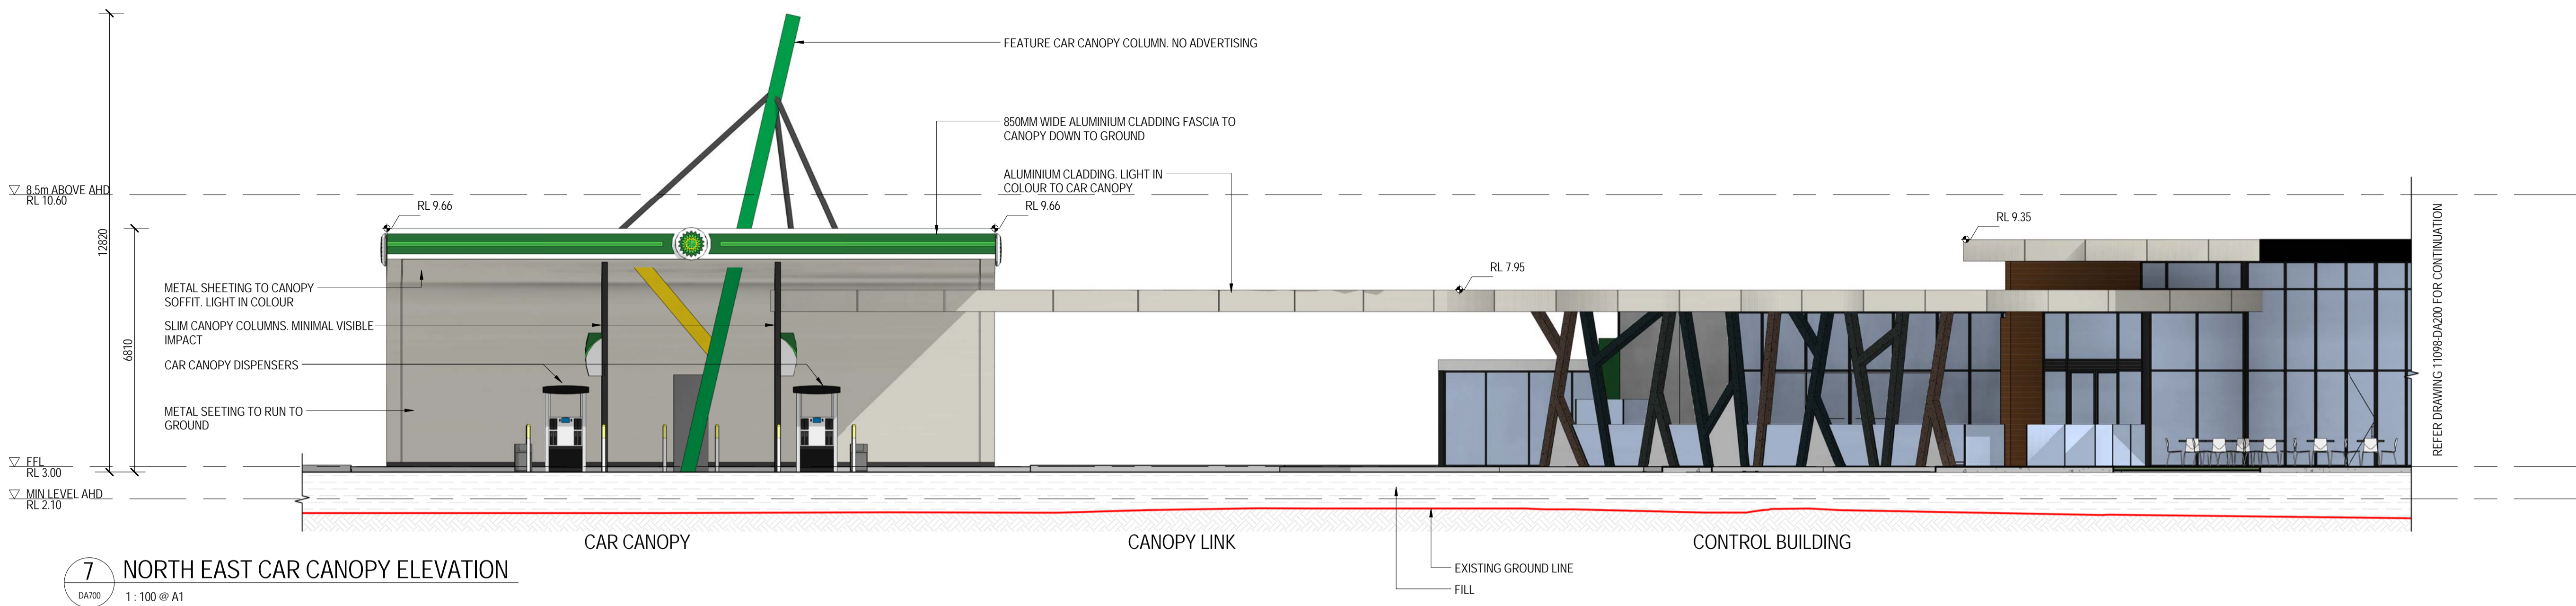 FEATURE CAR CANOPY COLUMN. NO ADVERTISING
850MM WIDE ALUMINIUM CLADDING FASCIA TO
CANOPY DOWN TO GROUND
ALUMINIUM CLADDING. LIGHT IN
COLOUR TO CAR CANOPY
8.5m ABOVE AHD
RL 10.60
RL 9.66
RL 9.66
RL 9.35
RL 7.95
12820
6810
METAL SHEETING TO CANOPY
SOFFIT. LIGHT IN COLOUR
SLIM CANOPY COLUMNS. MINIMAL VISIBLE
IMPACT
CAR CANOPY DISPENSERS
METAL SEETING TO RUN TO
GROUND
FFL
RL 3.00
MIN LEVEL AHD
RL 2.10
REFER DRAWING 11098-DA200 FOR CONTINUATION
CAR CANOPY
CANOPY LINK
CONTROL BUILDING
EXISTING GROUND LINE
FILL
7
DA700
NORTH EAST CAR CANOPY ELEVATION
1 : 100 @ A1